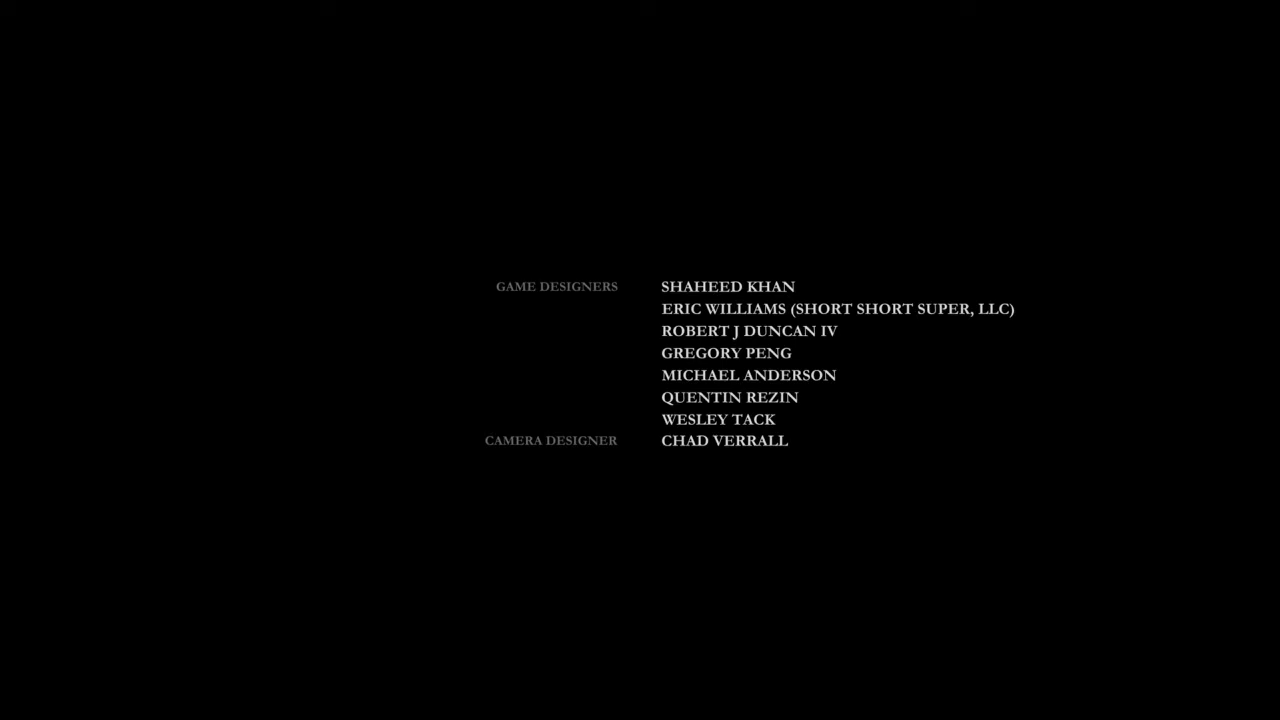 GAME DESIGNERS SHAHEED KHAN
ERIC WILLIAMS (SHORT SHORT SUPER, LLC)
ROBERT J DUNCAN IV
GREGORY PENG
MICHAEL ANDERSON
QUENTIN REZIN
WESLEY TACK
CAMERA DESIGNER CHAD VERRALL